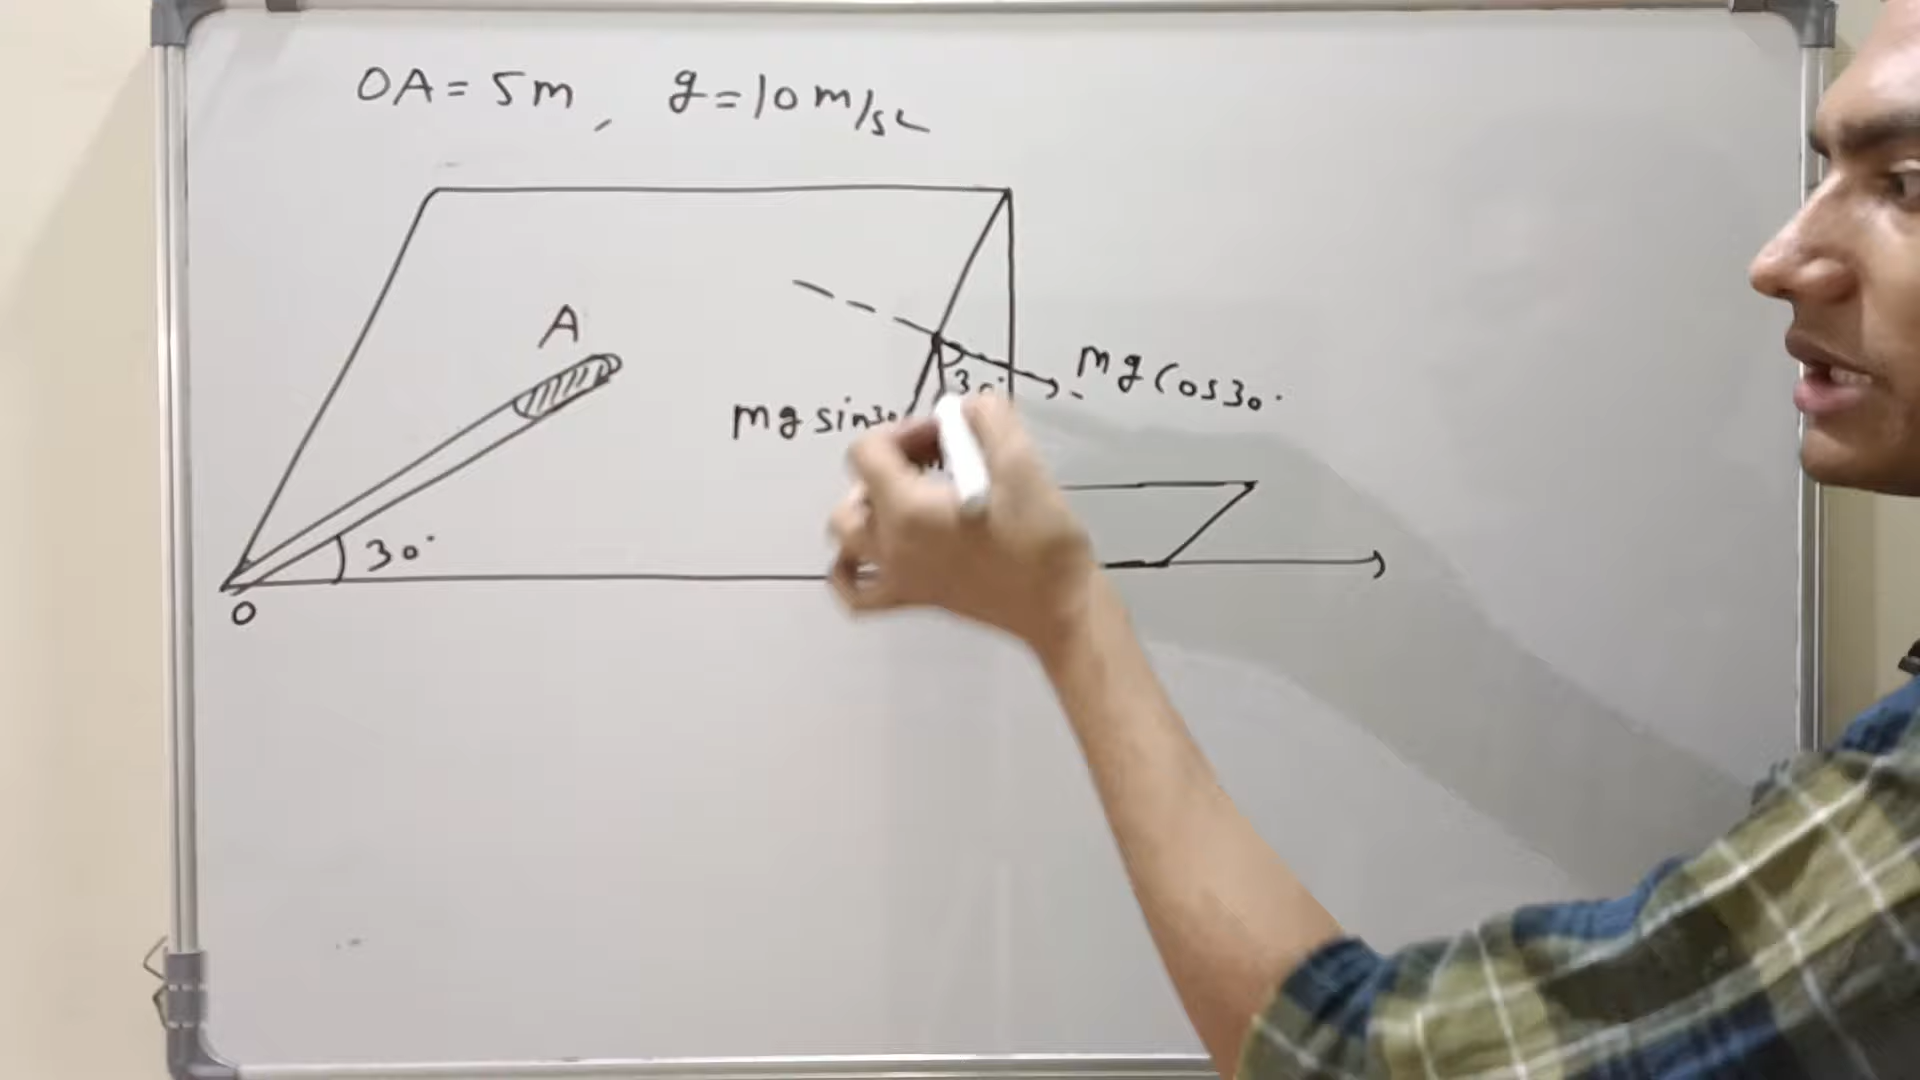 OA = 5m, g = 10 m/s²
A
30°
mg cos30°
mg sin30
30°
O